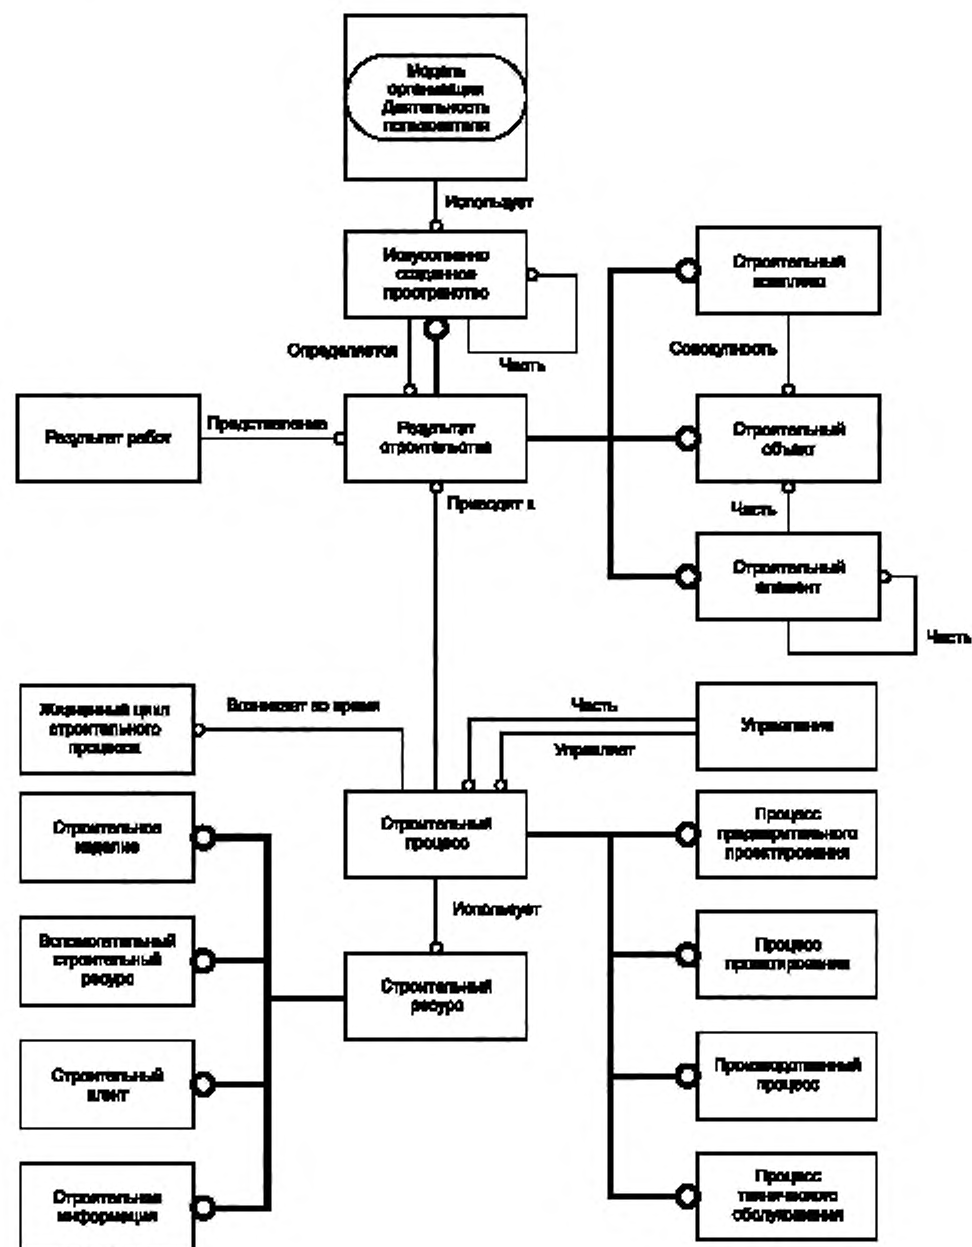 Модель
организации
Деятельность
пользователя
Использует
Искусственно
созданное
пространство
Строительный
комплекс
Определяется
Часть
Совокупность
Результат работ
Представление
Результат
строительства
Строительный
объект
Приводит к
Часть
Строительный
элемент
Часть
Жизненный цикл
строительного
процесса
Возникает во время
Часть
Управляет
Управление
Строительное
изделие
Строительный
процесс
Процесс
предварительного
проектирования
Использует
Вспомогательный
строительный
ресурс
Процесс
проектирования
Строительный
ресурс
Строительный
агент
Производственный
процесс
Строительная
информация
Процесс
технического
обслуживания